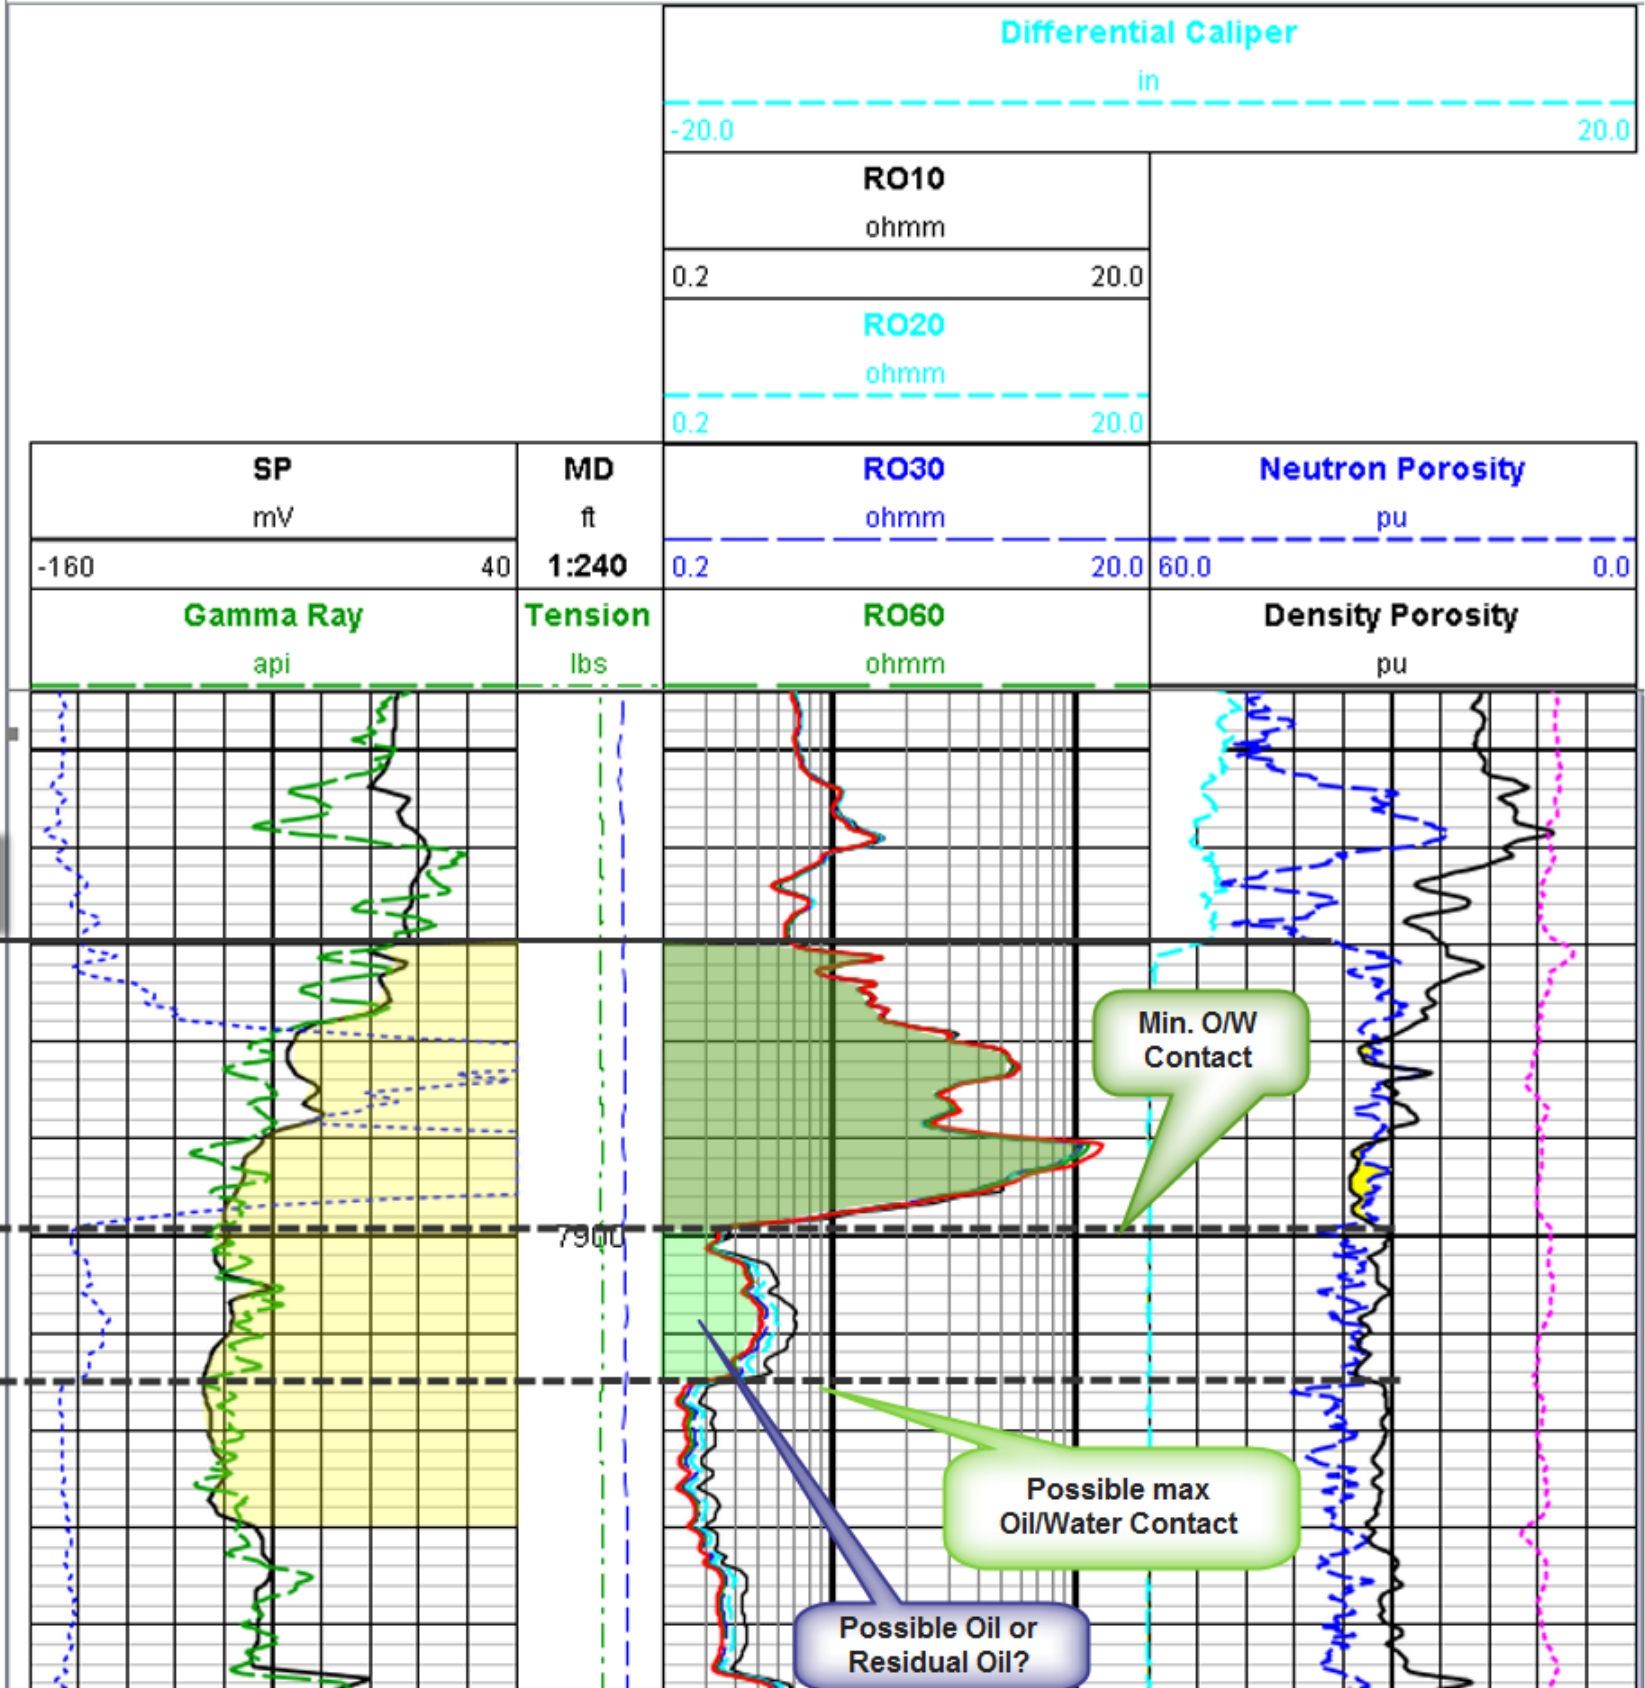 Differential Caliper
in
-20.0 20.0
RO10
ohmm
0.2 20.0
RO20
ohmm
0.2 20.0
SP MD RO30 Neutron Porosity
mV ft ohmm pu
-160 40 1:240 0.2 20.0 60.0 0.0
Gamma Ray Tension RO60 Density Porosity
api lbs ohmm pu
Min. O/W
Contact
7900
Possible max
Oil/Water Contact
Possible Oil or
Residual Oil?